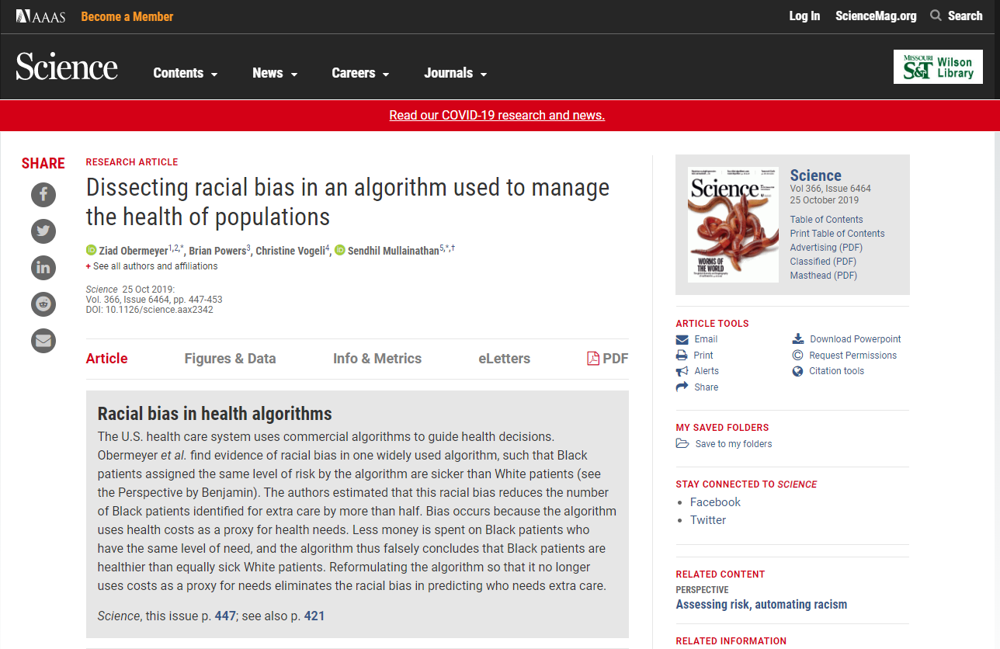 AAAS
Become a Member
Log In
ScienceMag.org
Search
Science
Contents
News
Careers
Journals
MISSOURI
S&T
Wilson
Library
Read our COVID-19 research and news.
SHARE
RESEARCH ARTICLE
Dissecting racial bias in an algorithm used to manage
the health of populations
iD Ziad Obermeyer1,2,*, Brian Powers3, Christine Vogeli4, iD Sendhil Mullainathan5,*,†
+ See all authors and affiliations
Science 25 Oct 2019:
Vol. 366, Issue 6464, pp. 447-453
DOI: 10.1126/science.aax2342
Article
Figures & Data
Info & Metrics
eLetters
PDF
Racial bias in health algorithms
The U.S. health care system uses commercial algorithms to guide health decisions.
Obermeyer et al. find evidence of racial bias in one widely used algorithm, such that Black
patients assigned the same level of risk by the algorithm are sicker than White patients (see
the Perspective by Benjamin). The authors estimated that this racial bias reduces the number
of Black patients identified for extra care by more than half. Bias occurs because the algorithm
uses health costs as a proxy for health needs. Less money is spent on Black patients who
have the same level of need, and the algorithm thus falsely concludes that Black patients are
healthier than equally sick White patients. Reformulating the algorithm so that it no longer
uses costs as a proxy for needs eliminates the racial bias in predicting who needs extra care.
Science, this issue p. 447; see also p. 421
Science
WORMS OF
THE WORLD
Science
Vol 366, Issue 6464
25 October 2019
Table of Contents
Print Table of Contents
Advertising (PDF)
Classified (PDF)
Masthead (PDF)
ARTICLE TOOLS
Email
Print
Alerts
Share
Download Powerpoint
Request Permissions
Citation tools
MY SAVED FOLDERS
Save to my folders
STAY CONNECTED TO SCIENCE
• Facebook
• Twitter
RELATED CONTENT
PERSPECTIVE
Assessing risk, automating racism
RELATED INFORMATION